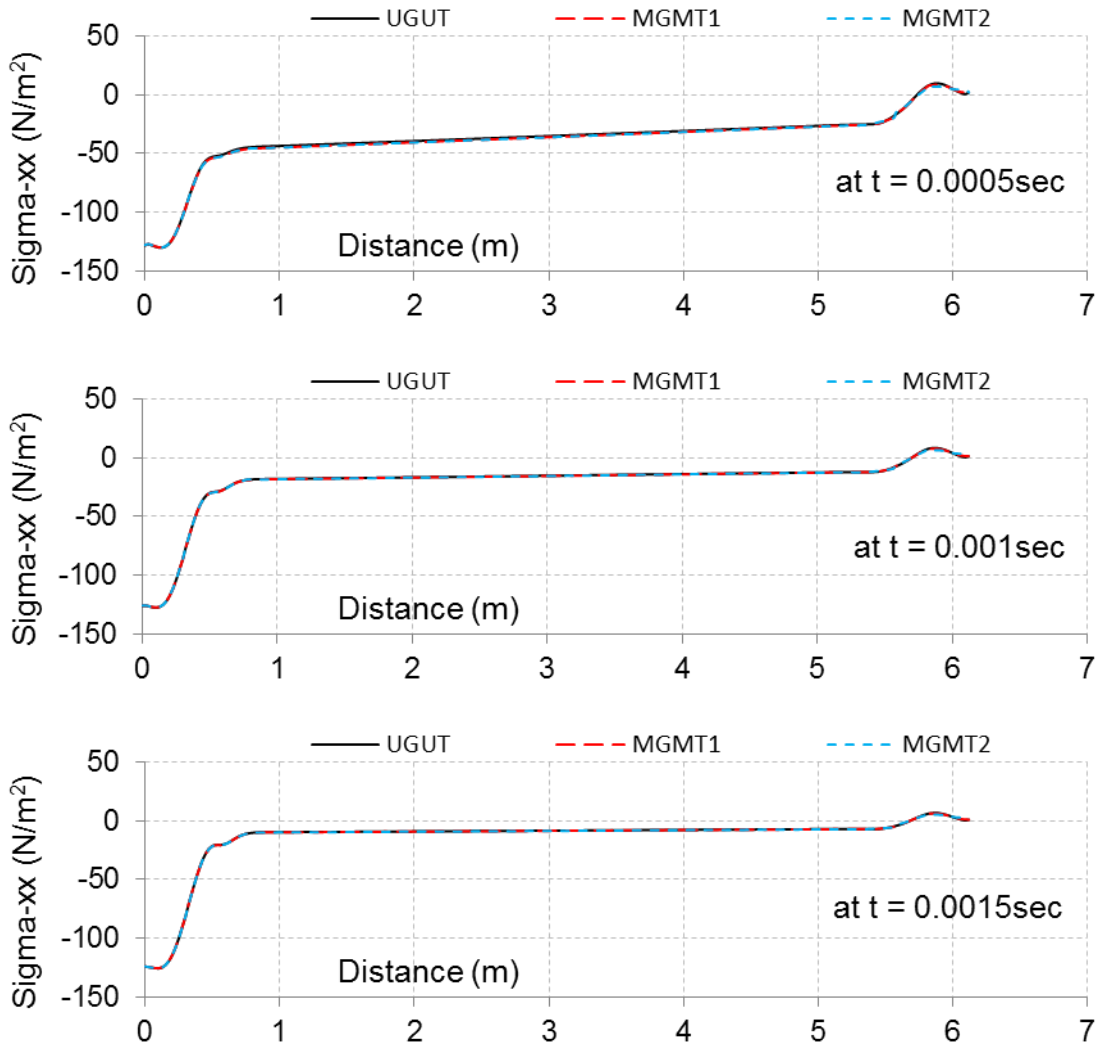 UGUT MGMT1 MGMT2
50
0
-50
-100
-150
Sigma-xx (N/m²)
at t = 0.0005sec
Distance (m)
0 1 2 3 4 5 6 7
UGUT MGMT1 MGMT2
50
0
-50
-100
-150
Sigma-xx (N/m²)
at t = 0.001sec
Distance (m)
0 1 2 3 4 5 6 7
UGUT MGMT1 MGMT2
50
0
-50
-100
-150
Sigma-xx (N/m²)
at t = 0.0015sec
Distance (m)
0 1 2 3 4 5 6 7